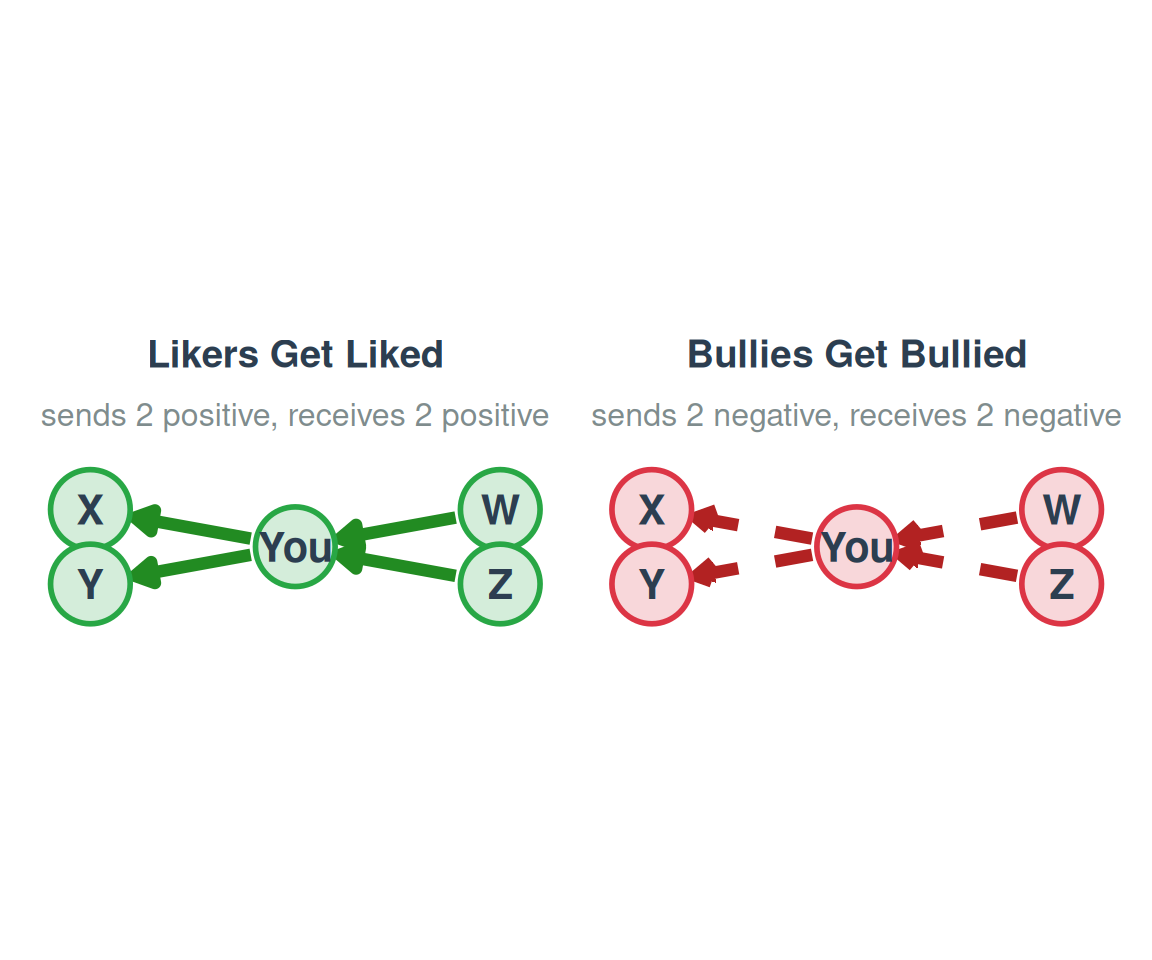 Likers Get Liked
sends 2 positive, receives 2 positive
X
W
You
Y
Z
Bullies Get Bullied
sends 2 negative, receives 2 negative
X
W
You
Y
Z